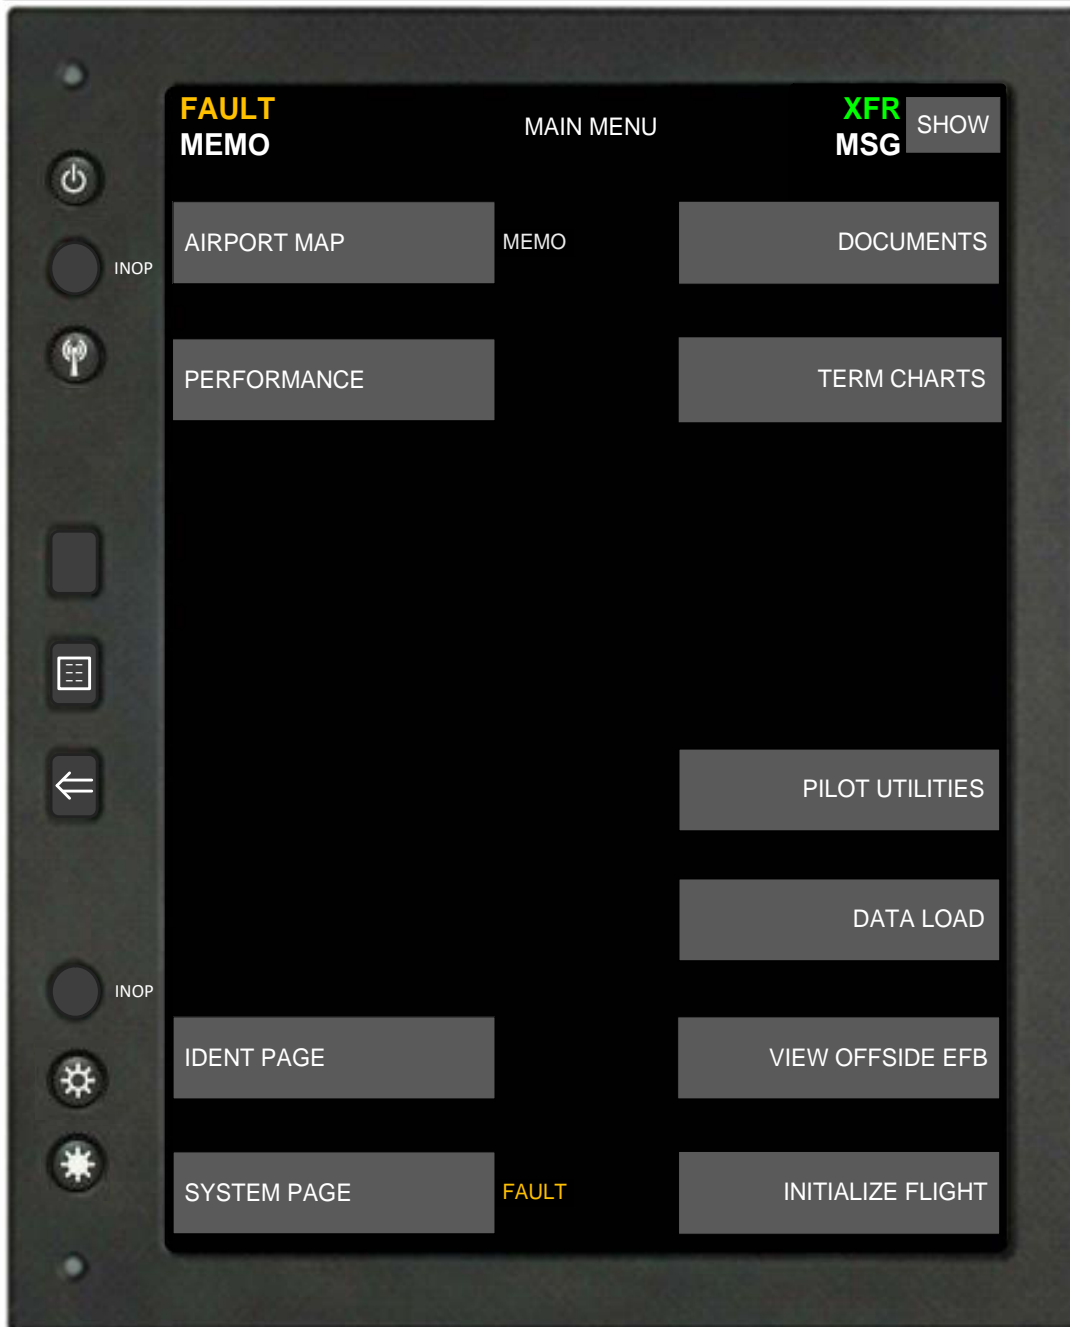 FAULT
MEMO
MAIN MENU
XFR
MSG
SHOW
AIRPORT MAP
MEMO
DOCUMENTS
INOP
PERFORMANCE
TERM CHARTS
PILOT UTILITIES
DATA LOAD
INOP
IDENT PAGE
VIEW OFFSIDE EFB
SYSTEM PAGE
FAULT
INITIALIZE FLIGHT